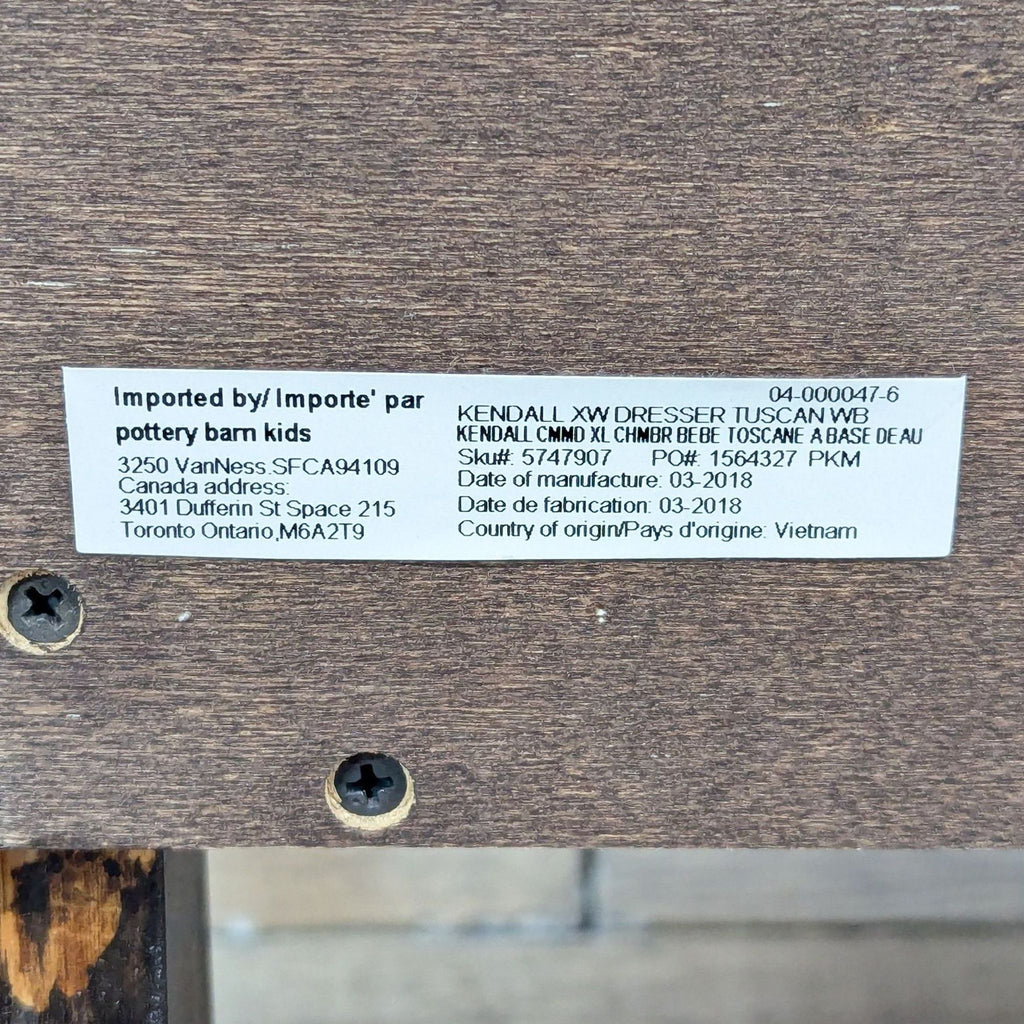 Imported by/ Importe' par
pottery barn kids
3250 VanNess.SFCA94109
Canada address:
3401 Dufferin St Space 215
Toronto Ontario,M6A2T9
04-000047-6
KENDALL XW DRESSER TUSCAN WB
KENDALL CMMD XL CHMBR BEBE TOSCANE A BASE DE AU
Sku#: 5747907 PO#: 1564327 PKM
Date of manufacture: 03-2018
Date de fabrication: 03-2018
Country of origin/Pays d'origine: Vietnam